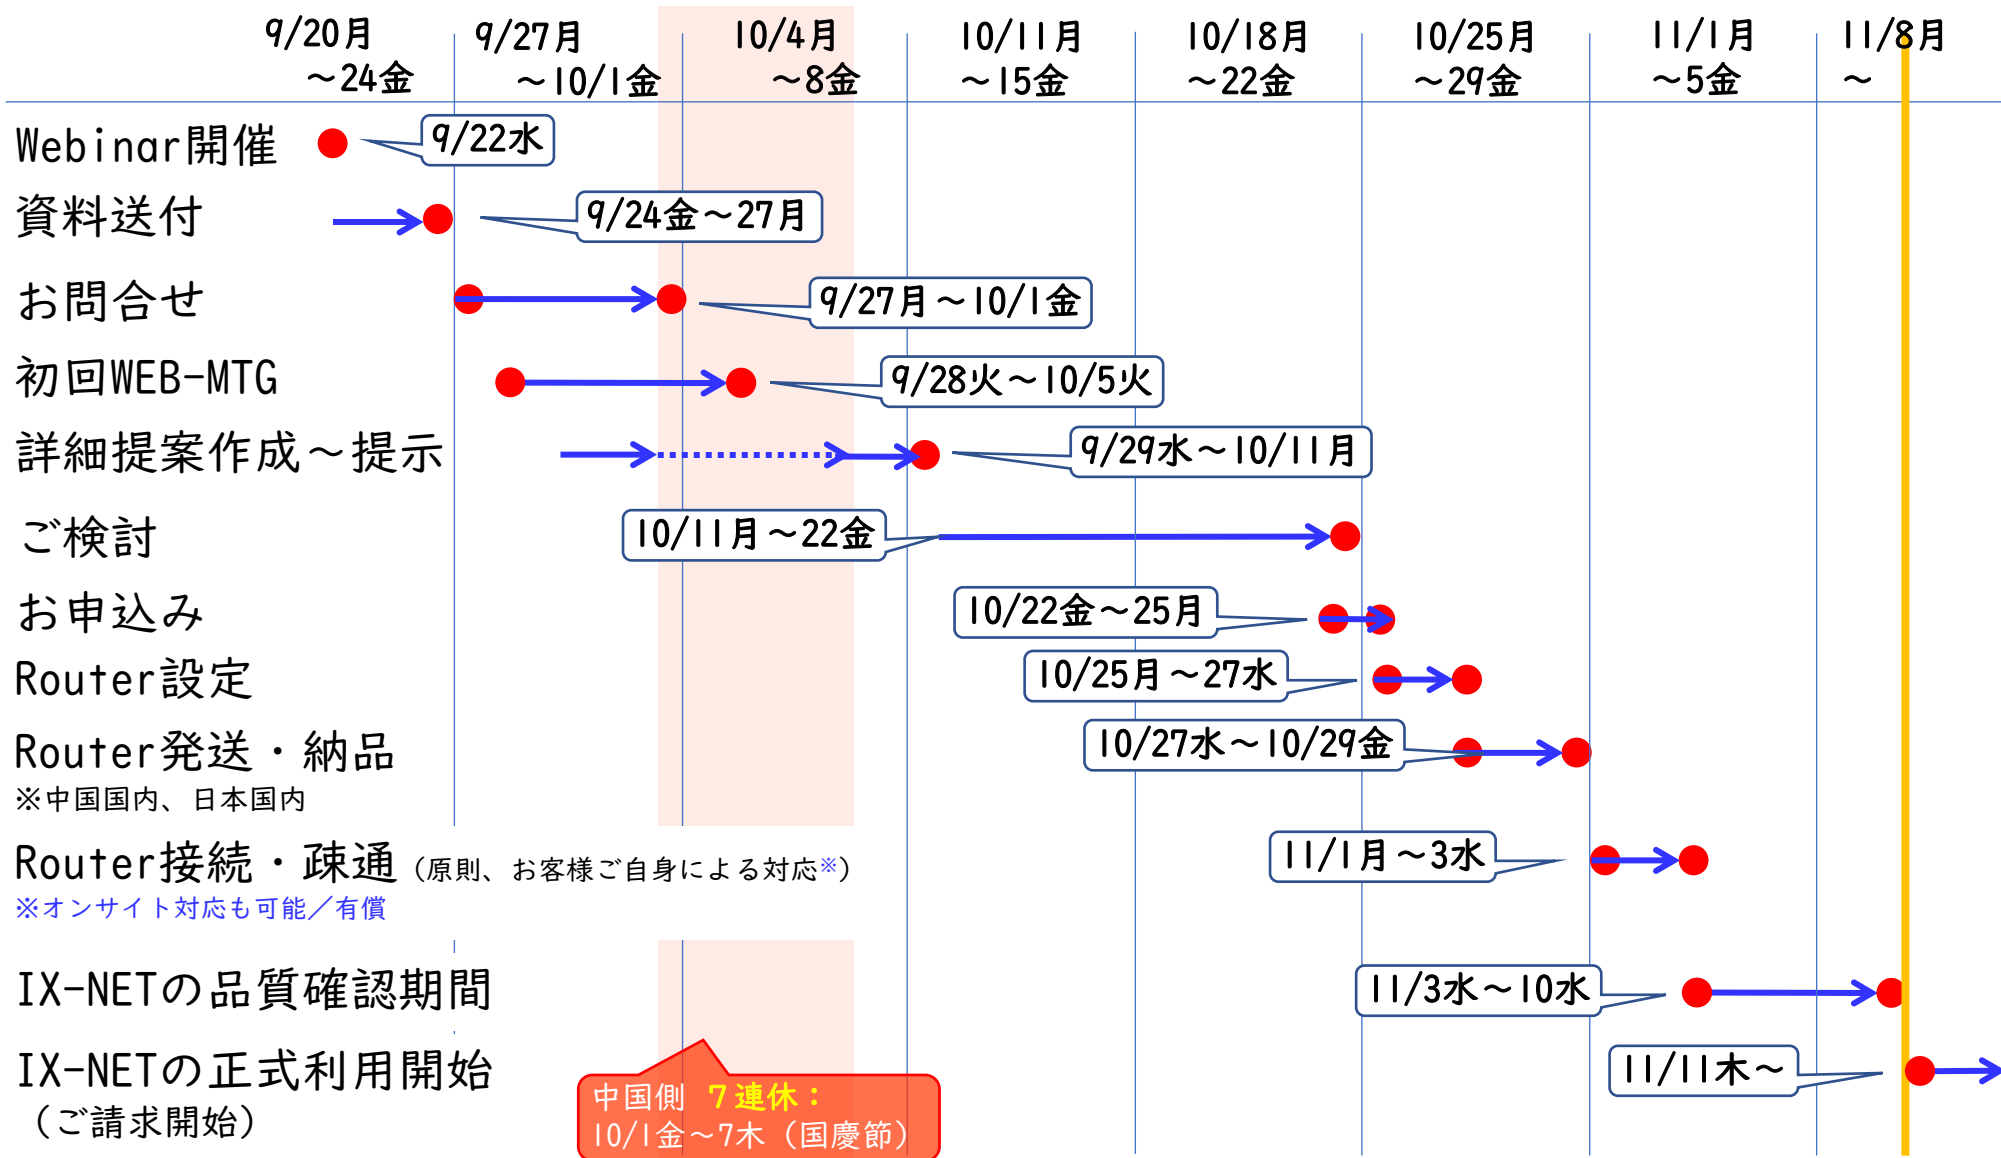 9/20月
～24金
9/27月
～10/1金
10/4月
～8金
10/11月
～15金
10/18月
～22金
10/25月
～29金
11/1月
～5金
11/8月
～
Webinar開催
9/22水
資料送付
9/24金～27月
お問合せ
9/27月～10/1金
初回WEB-MTG
9/28火～10/5火
詳細提案作成～提示
9/29水～10/11月
ご検討
10/11月～22金
お申込み
10/22金～25月
Router設定
10/25月～27水
Router発送・納品
10/27水～10/29金
※中国国内、日本国内
Router接続・疎通（原則、お客様ご自身による対応※）
11/1月～3水
※オンサイト対応も可能／有償
IX-NETの品質確認期間
11/3水～10水
IX-NETの正式利用開始
11/11木～
（ご請求開始）
中国側 7連休：
10/1金～7木（国慶節）